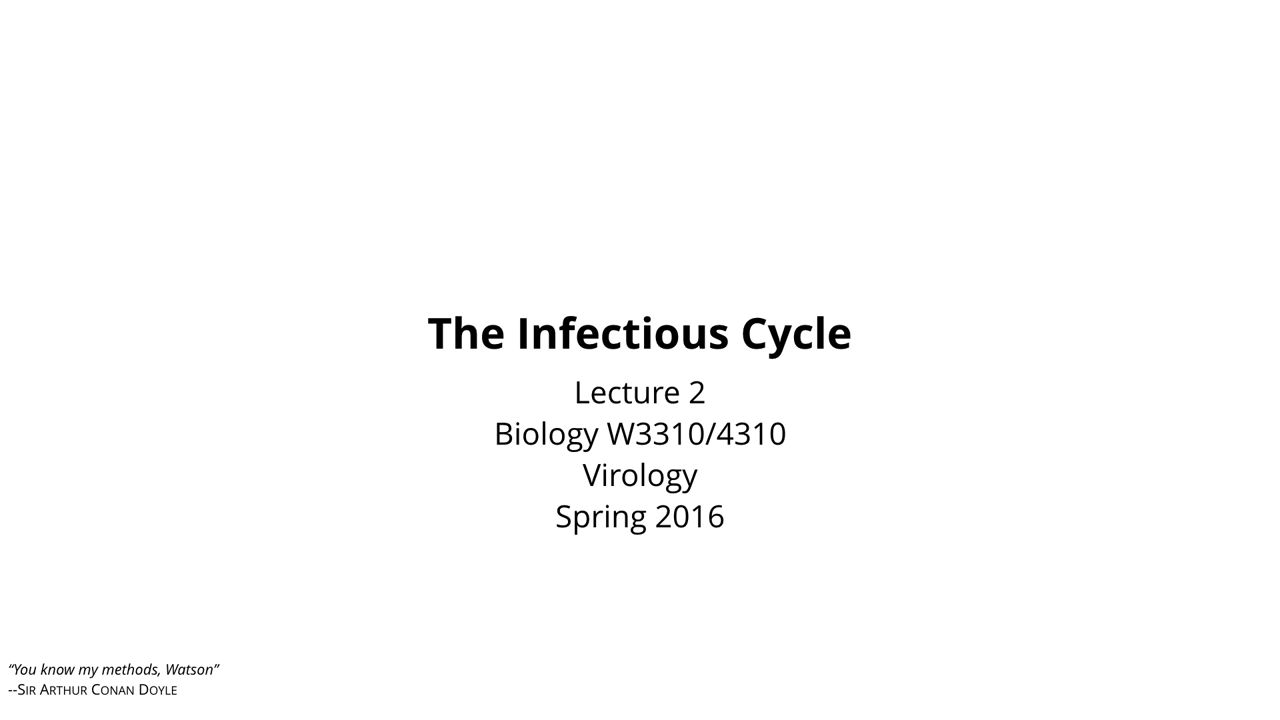 The Infectious Cycle
Lecture 2
Biology W3310/4310
Virology
Spring 2016
“You know my methods, Watson”
--Sir Arthur Conan Doyle